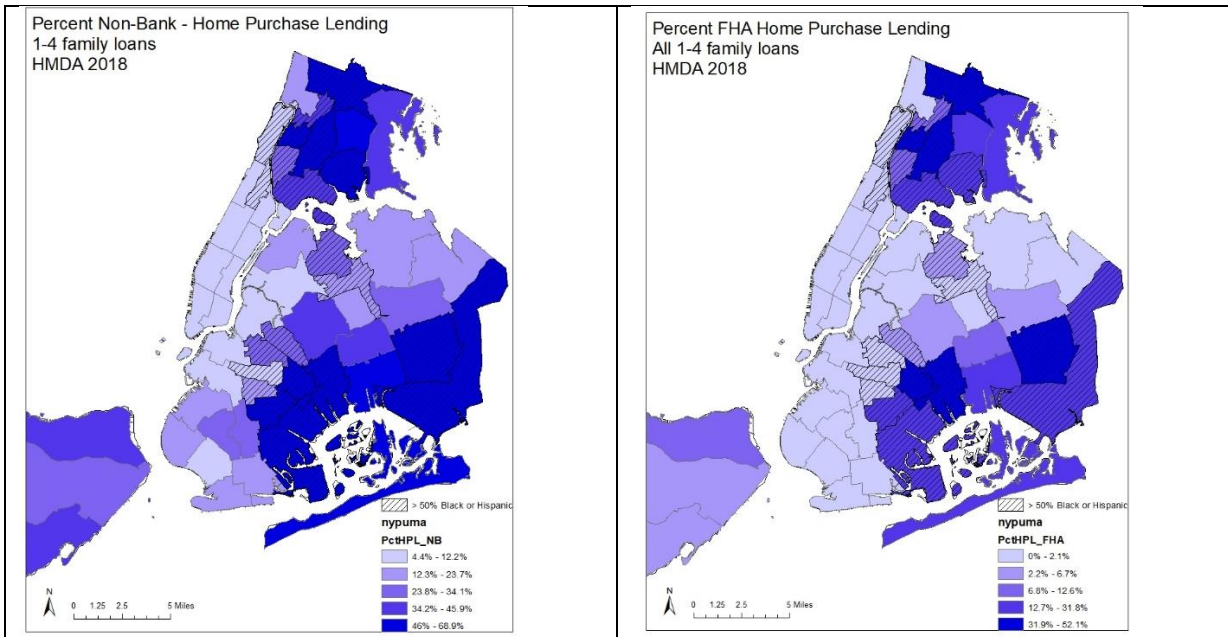 Percent Non-Bank - Home Purchase Lending
1-4 family loans
HMDA 2018
> 50% Black or Hispanic
nypuma
PctHPL_NB
4.4% - 12.2%
12.3% - 23.7%
23.8% - 34.1%
34.2% - 45.9%
46% - 68.9%
N
0 1.25 2.5 5 Miles
Percent FHA Home Purchase Lending
All 1-4 family loans
HMDA 2018
> 50% Black or Hispanic
nypuma
PctHPL_FHA
0% - 2.1%
2.2% - 6.7%
6.8% - 12.6%
12.7% - 31.8%
31.9% - 52.1%
N
0 1.25 2.5 5 Miles